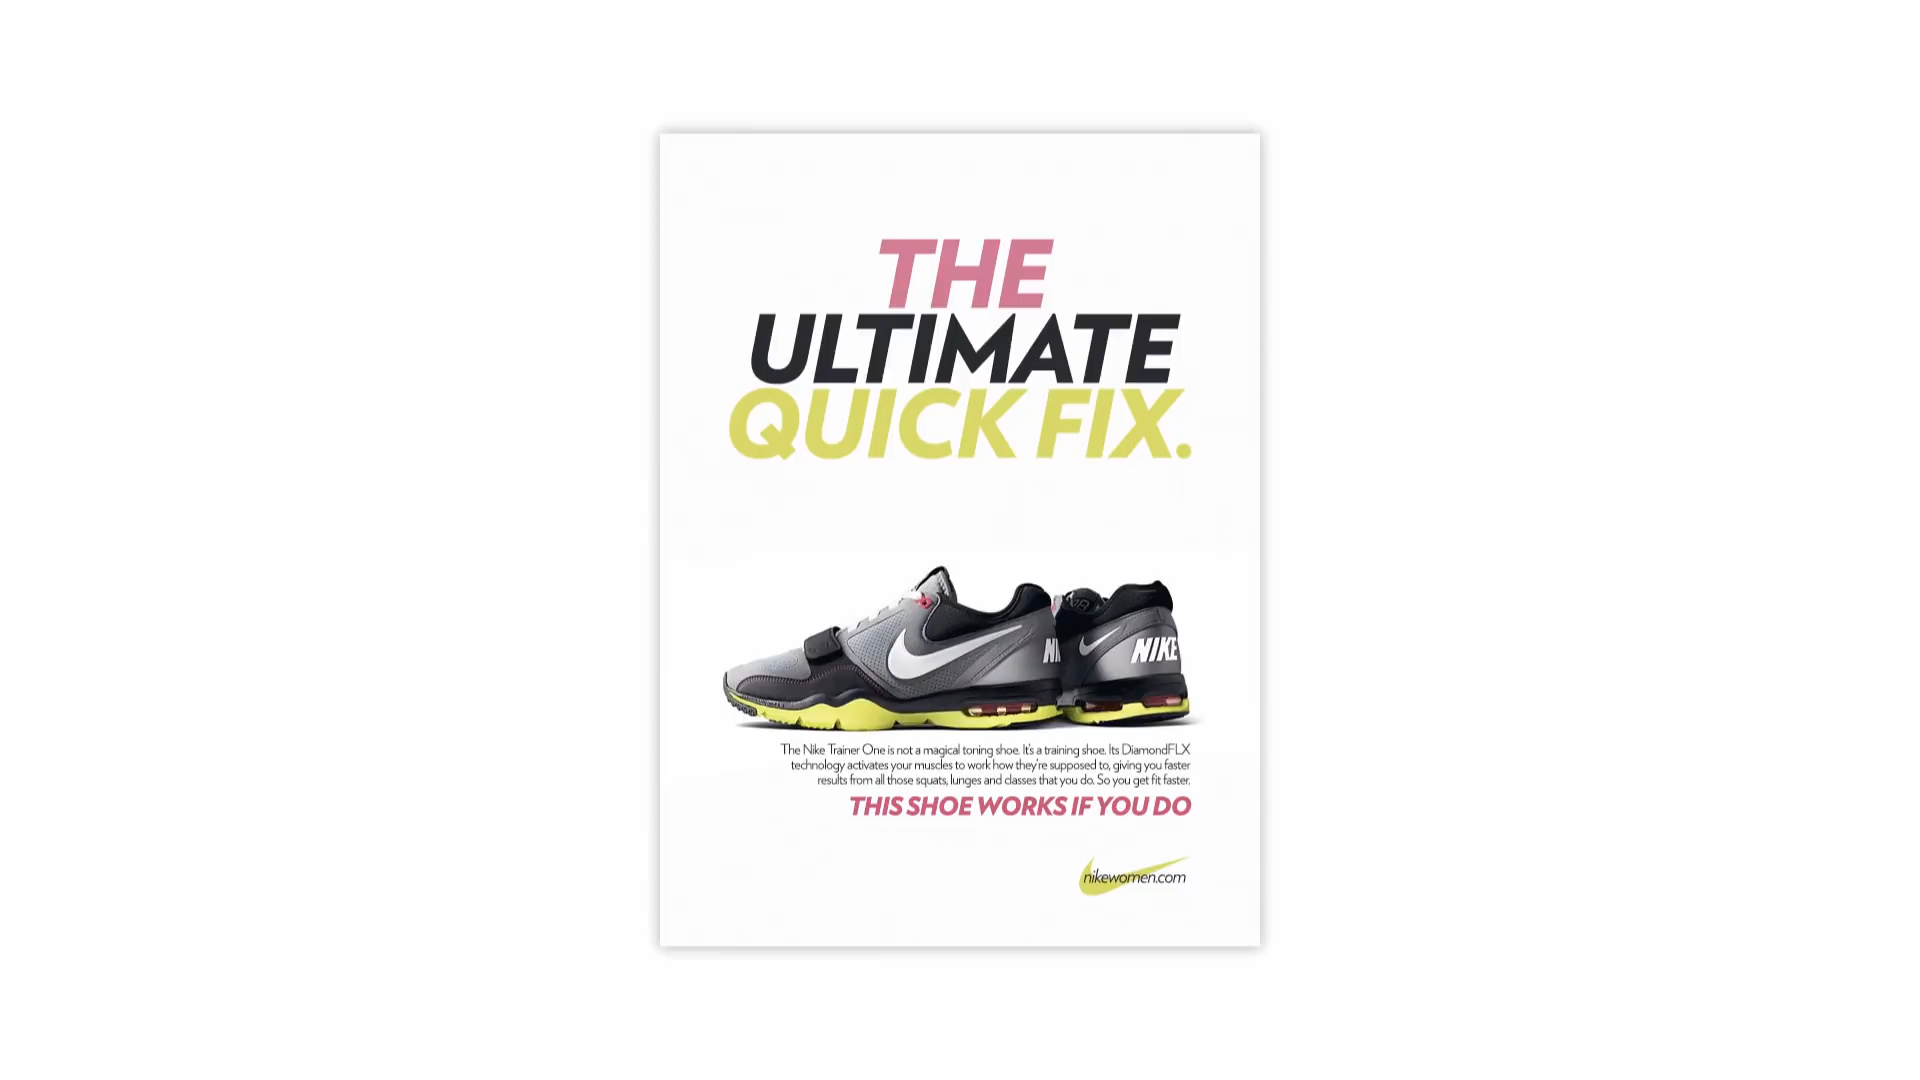 THE
ULTIMATE
QUICK FIX.
NIKE
The Nike Trainer One is not a magical toning shoe. It's a training shoe. Its DiamondFLX
technology activates your muscles to work how they're supposed to, giving you faster
results from all those squats, lunges and classes that you do. So you get fit faster.
THIS SHOE WORKS IF YOU DO
nikewomen.com